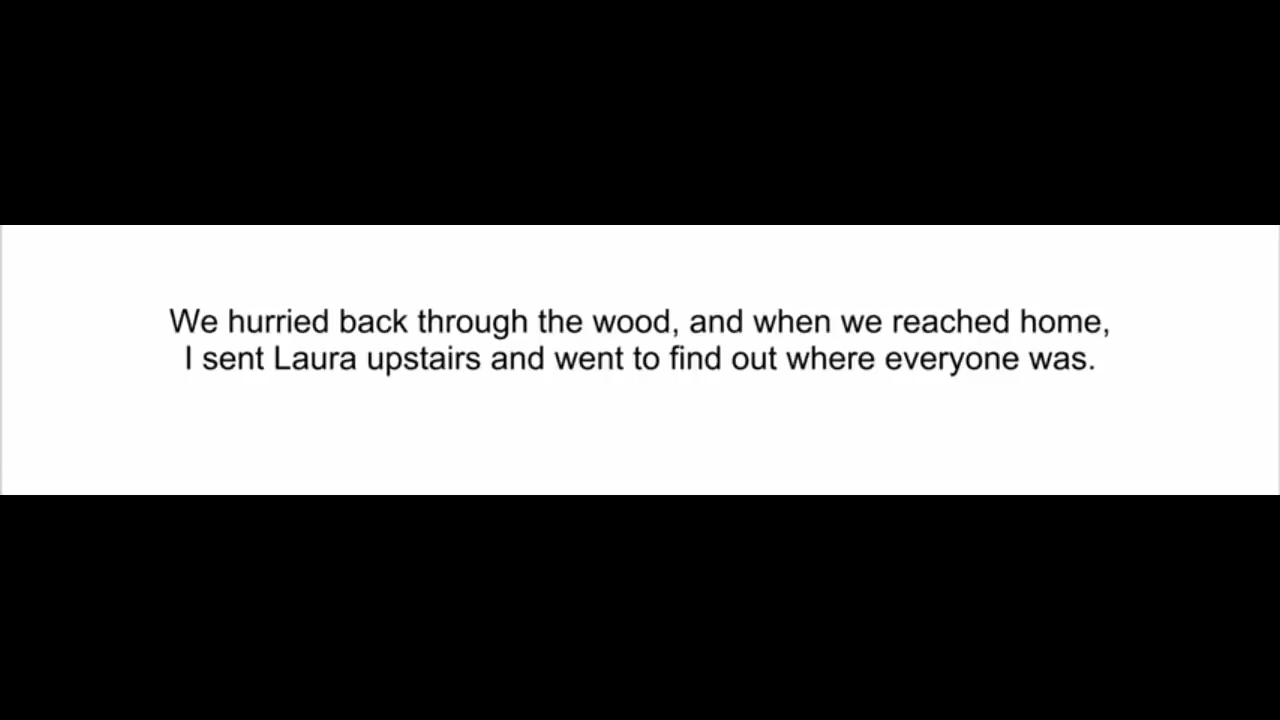 We hurried back through the wood, and when we reached home,
I sent Laura upstairs and went to find out where everyone was.